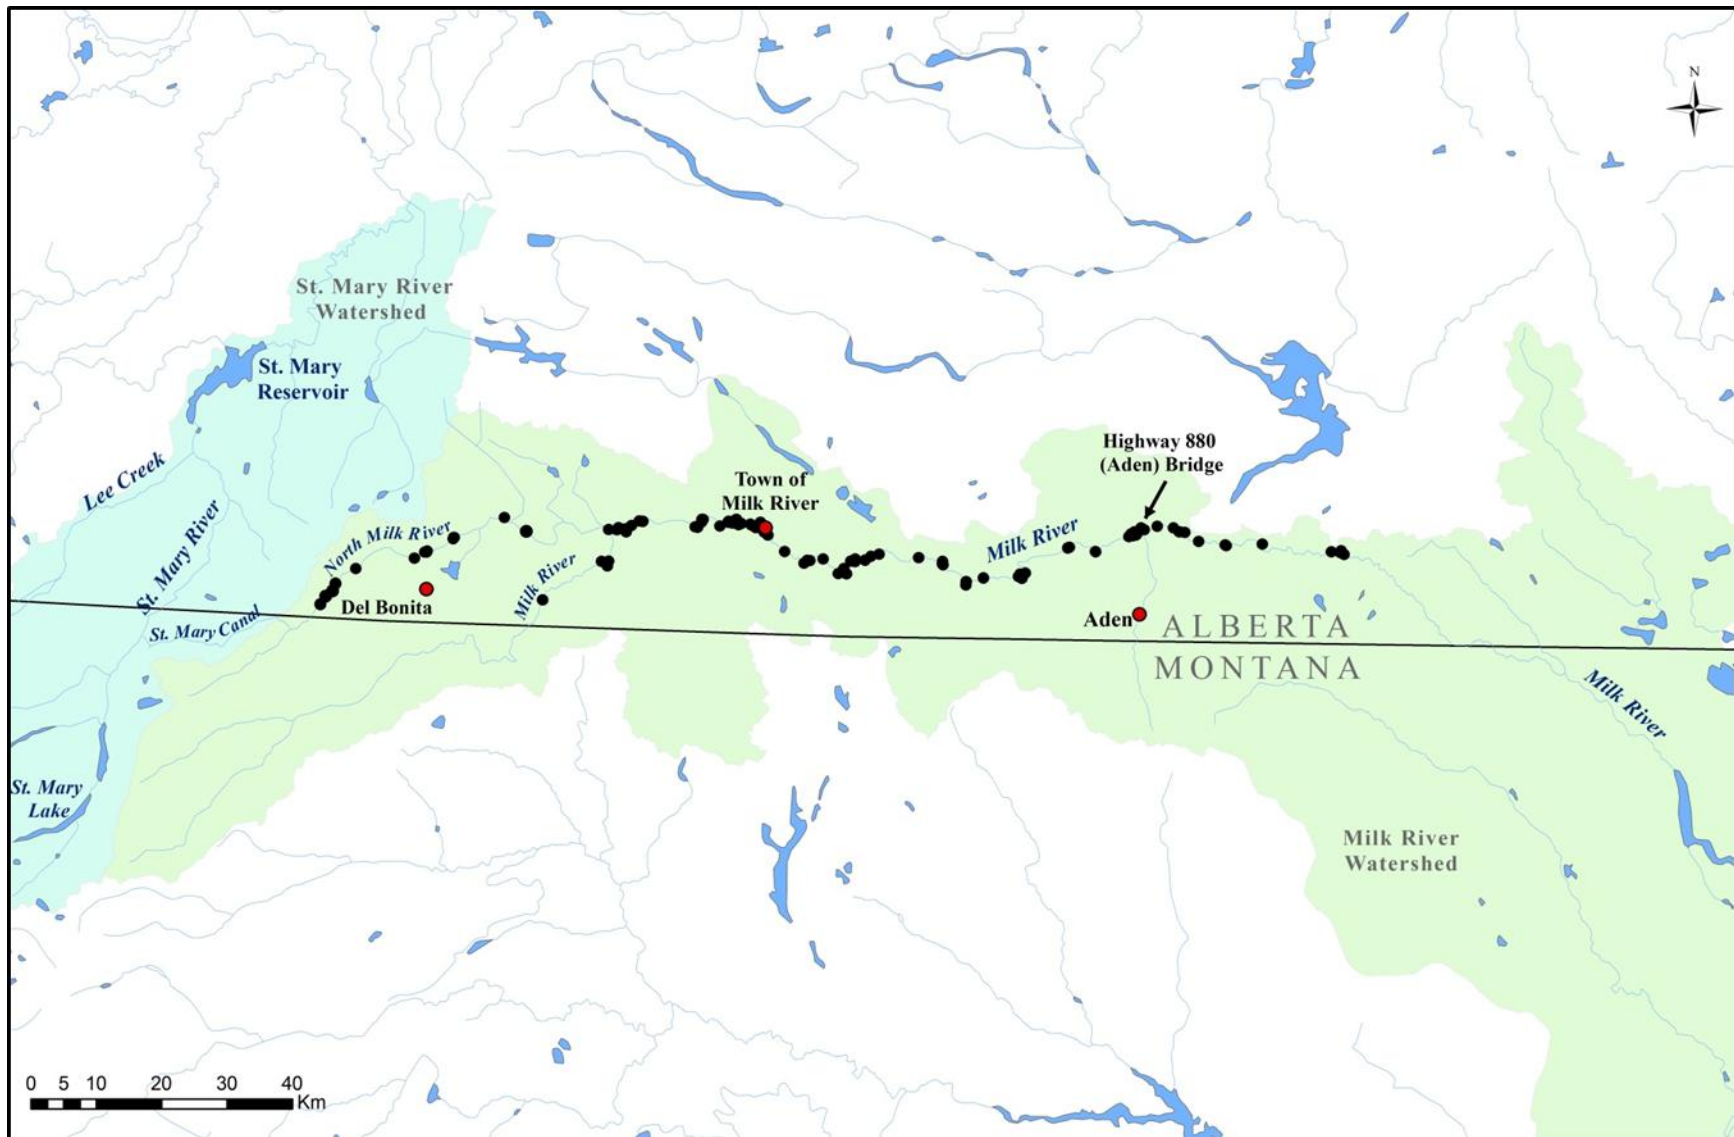 N
St. Mary River
Watershed
St. Mary
Reservoir
Lee Creek
St. Mary River
North Milk River
Town of
Milk River
Highway 880
(Aden) Bridge
Milk River
Milk River
Del Bonita
St. Mary Canal
Aden
ALBERTA
MONTANA
Milk River
St. Mary
Lake
Milk River
Watershed
0 5 10 20 30 40
Km